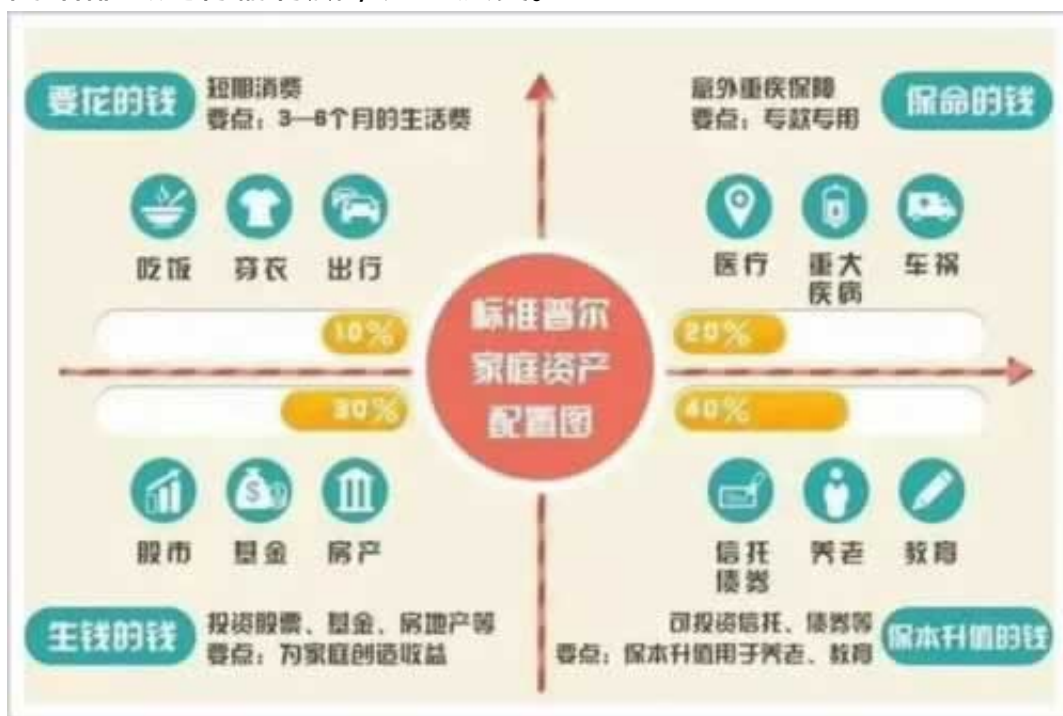 要花的钱
短期消费
要点：3—6个月的生活费
意外重疾保障
要点：专款专用
保命的钱
吃饭
穿衣
出行
医疗
重大
疾病
车祸
10%
标准普尔
家庭资产
配置图
20%
30%
40%
股市
基金
房产
信托
债券
养老
教育
生钱的钱
投资股票、基金、房地产等
要点：为家庭创造收益
可投资信托、债券等
要点：保本升值用于养老、教育
保本升值的钱